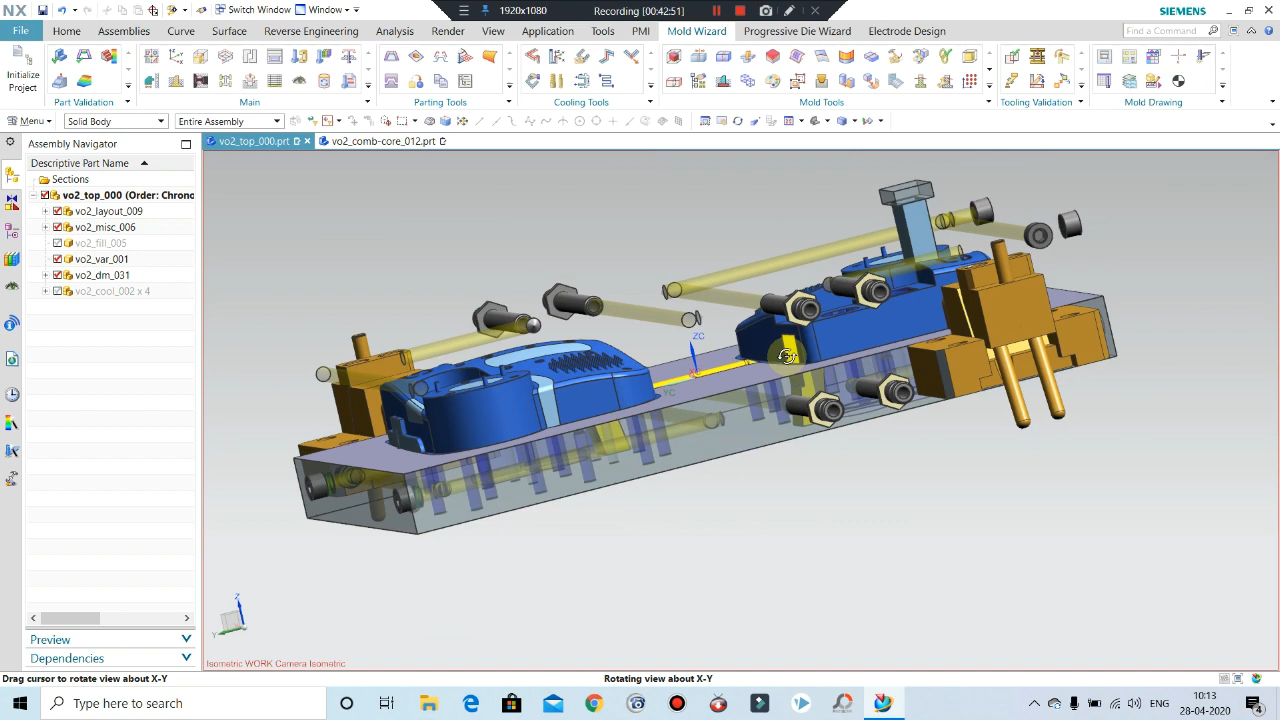 NX
Switch Window
Window
1920x1080
Recording [00:42:51]
SIEMENS
File
Home
Curve
Surface
Analysis
Render
Application
Tools
PMI
Mold Wizard
Progressive Die Wizard
Electrode Design
Find a Command
Initialize
Project
Part Validation
Main
Parting Tools
Cooling Tools
Mold Tools
Tooling Validation
Mold Drawing
Menu
Solid Body
Entire Assembly
Assembly Navigator
vo2_top_000.prt
vo2_comb-core_012.prt
Descriptive Part Name
Sections
vo2_top_000 (Order: Chrono
vo2_layout_009
vo2_misc_006
vo2_fill_005
vo2_var_001
vo2_dm_031
vo2_cool_002 x 4
ZC
YC
Z
Y
Preview
Dependencies
Isometric WORK Camera Isometric
Drag cursor to rotate view about X-Y
Rotating view about X-Y
Type here to search
ENG
10:13
28-04-2020
4